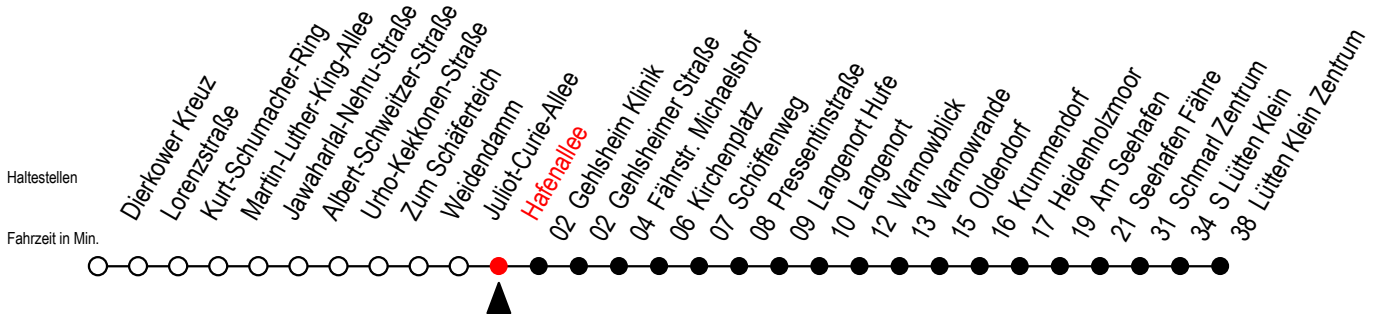 Haltestellen
Fahrzeit in Min.
Dierkower Kreuz
Lorenzstraße
Kurt-Schumacher-Ring
Martin-Luther-King-Allee
Jawaharlal-Nehru-Straße
Albert-Schweitzer-Straße
Urho-Kekkonen-Straße
Zum Schäferteich
Weidendamm
Juliot-Curie-Allee
Hafenallee
02 Gehlsheim Klinik
02 Gehlsheimer Straße
04 Fährstr. Michaelshof
06 Kirchenplatz
07 Schöffenweg
08 Pressentinstraße
09 Langenort Hufe
10 Langenort
12 Warnowblick
13 Warnowrande
15 Oldendorf
16 Krummendorf
17 Heidenholzmoor
19 Am Seehafen
21 Seehafen Fähre
31 Schmarl Zentrum
34 S Lütten Klein
38 Lütten Klein Zentrum